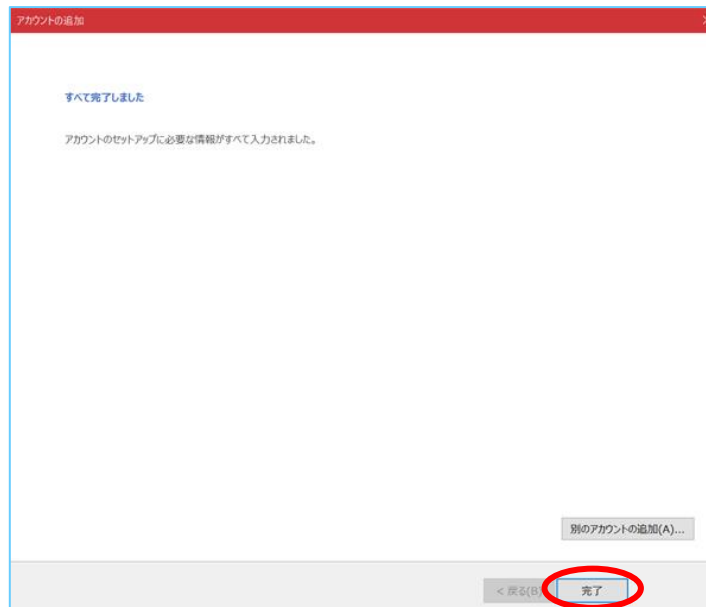 アカウントの追加
すべて完了しました
アカウントのセットアップに必要な情報がすべて入力されました。
別のアカウントの追加(A)...
< 戻る(B)
完了